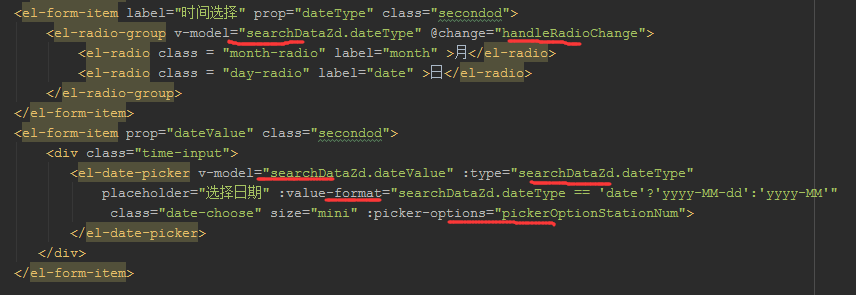 <el-form-item label="时间选择" prop="dateType" class="secondod">
<el-radio-group v-model="searchDataZd.dateType" @change="handleRadioChange">
<el-radio class = "month-radio" label="month" >月</el-radio>
<el-radio class = "day-radio" label="date" >日</el-radio>
</el-radio-group>
</el-form-item>
<el-form-item prop="dateValue" class="secondod">
<div class="time-input">
<el-date-picker v-model="searchDataZd.dateValue" :type="searchDataZd.dateType"
placeholder="选择日期" :value-format="searchDataZd.dateType == 'date'?'yyyy-MM-dd':'yyyy-MM'"
class="date-choose" size="mini" :picker-options="pickerOptionStationNum">
</el-date-picker>
</div>
</el-form-item>